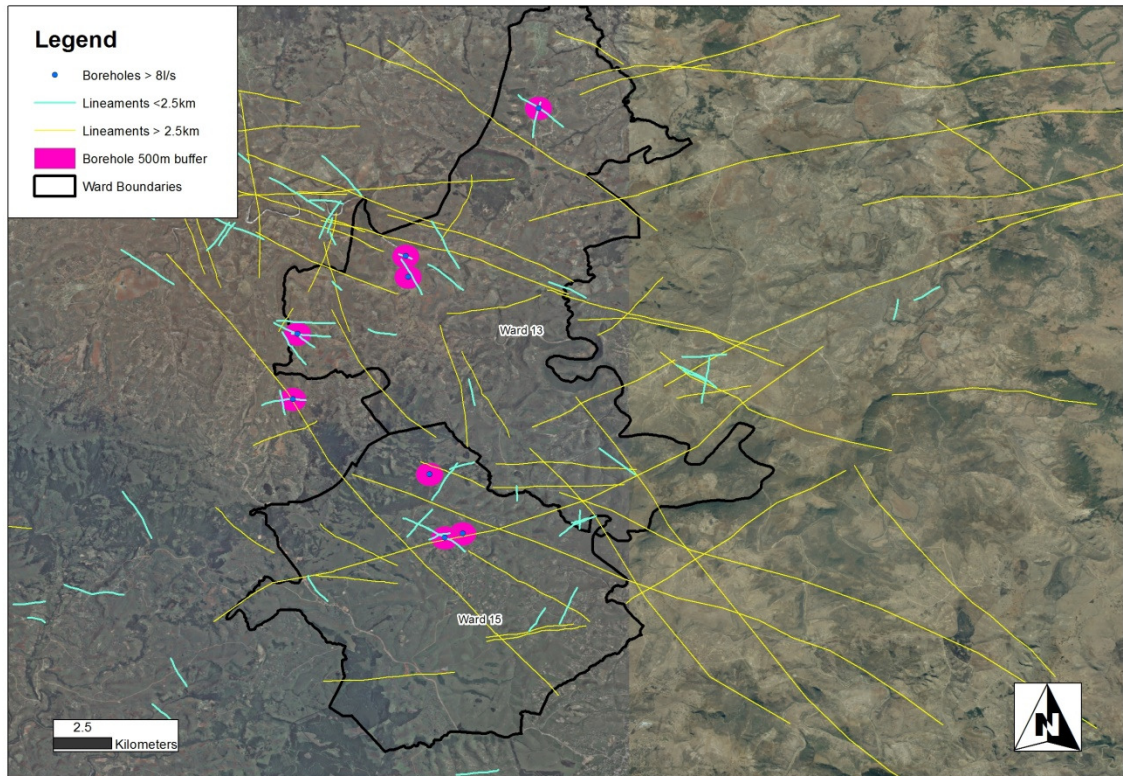 Legend
Boreholes > 8l/s
Lineaments <2.5km
Lineaments > 2.5km
Borehole 500m buffer
Ward Boundaries
Ward 13
Ward 15
2.5
Kilometers
N